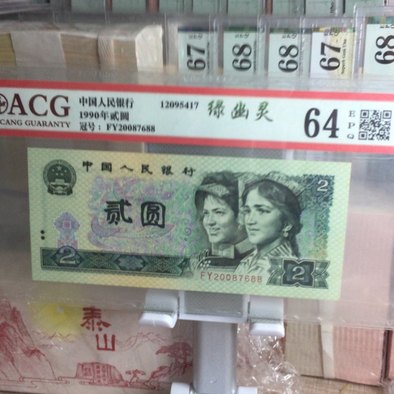 67
68
68
67
68
ACG
CANG GUARANTY
中国人民银行
1990年贰圆
冠号：FY20087688
12095417
绿幽灵
64
EPQ
中国人民银行
贰圆
2
2
2
FY20087688
泰山